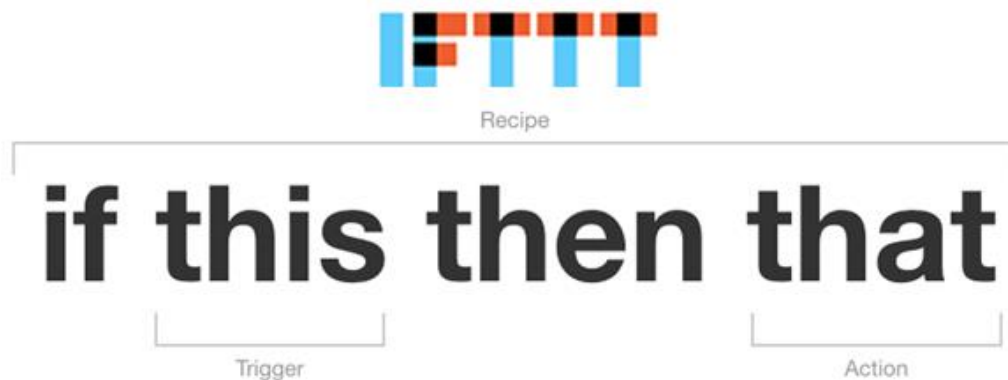 IFTTT
Recipe
if this then that
Trigger Action